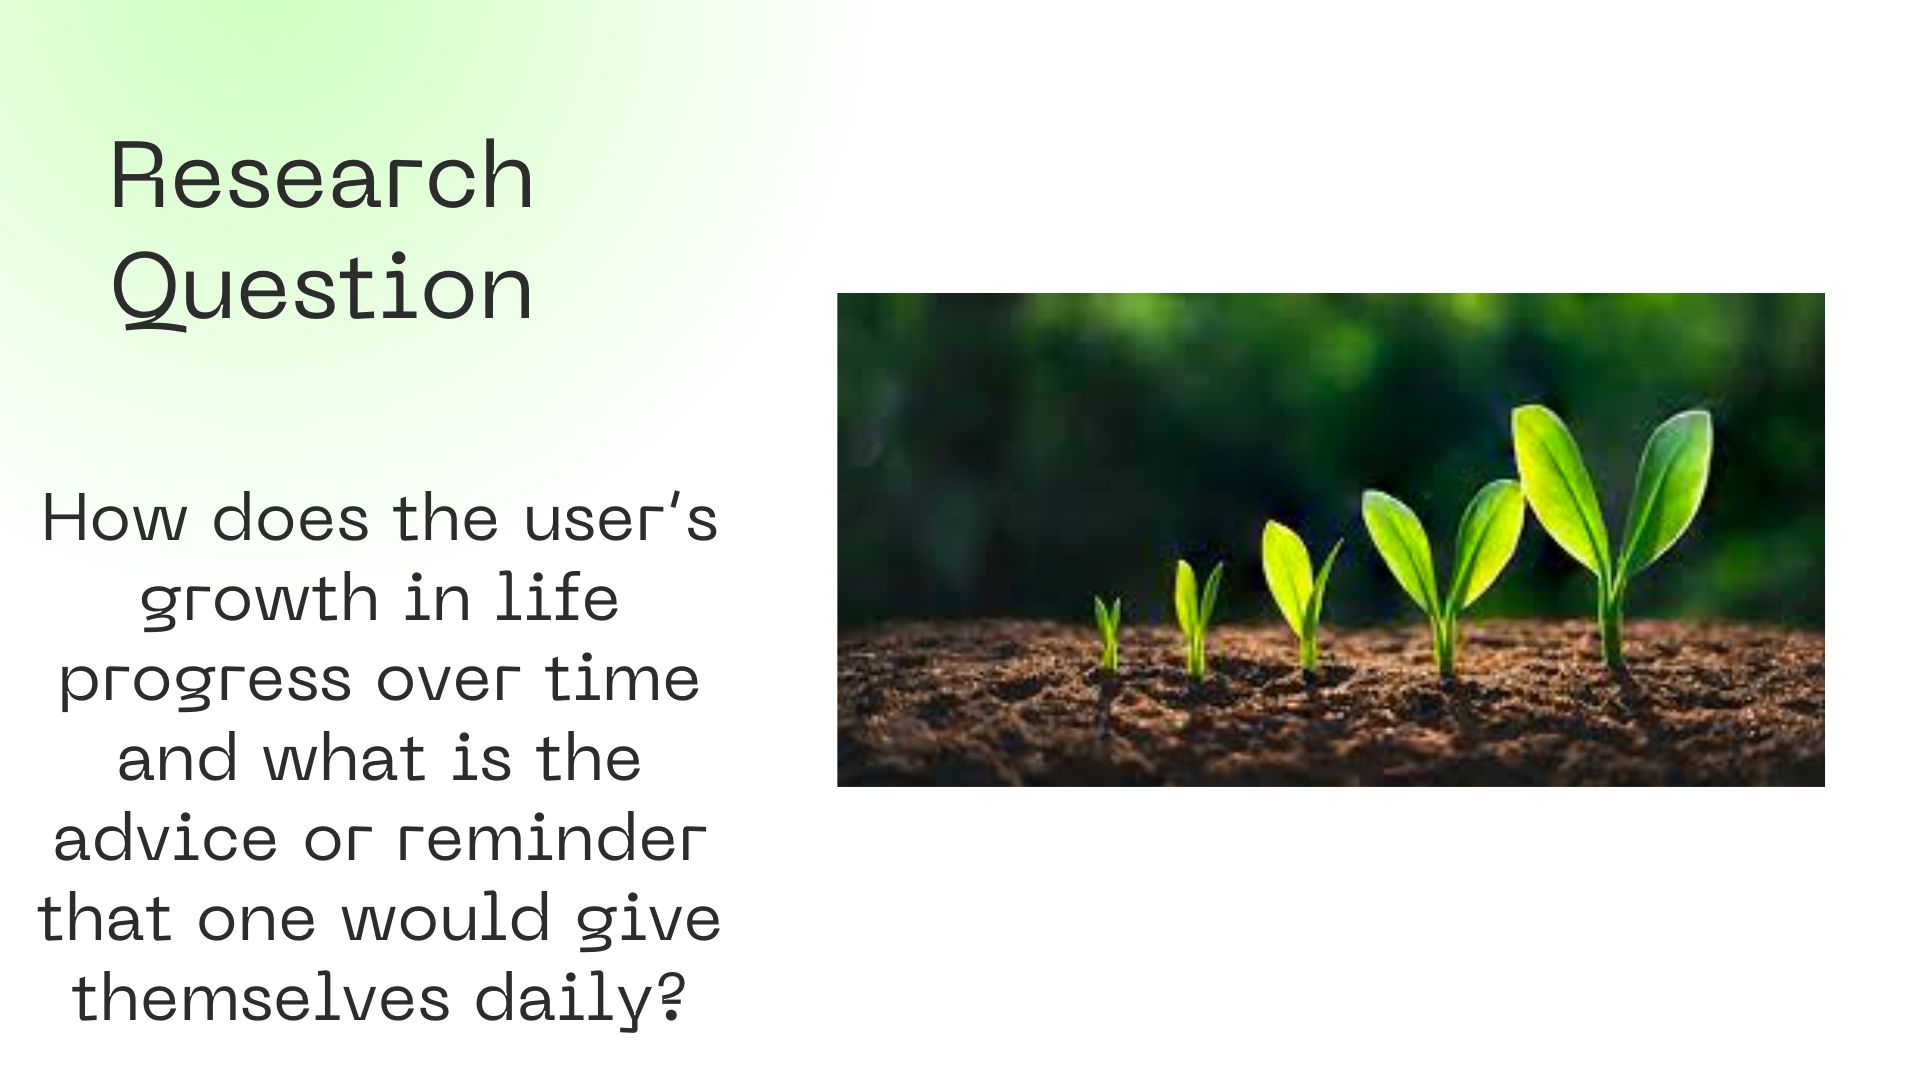 Research
Question
How does the user's
growth in life
progress over time
and what is the
advice or reminder
that one would give
themselves daily?